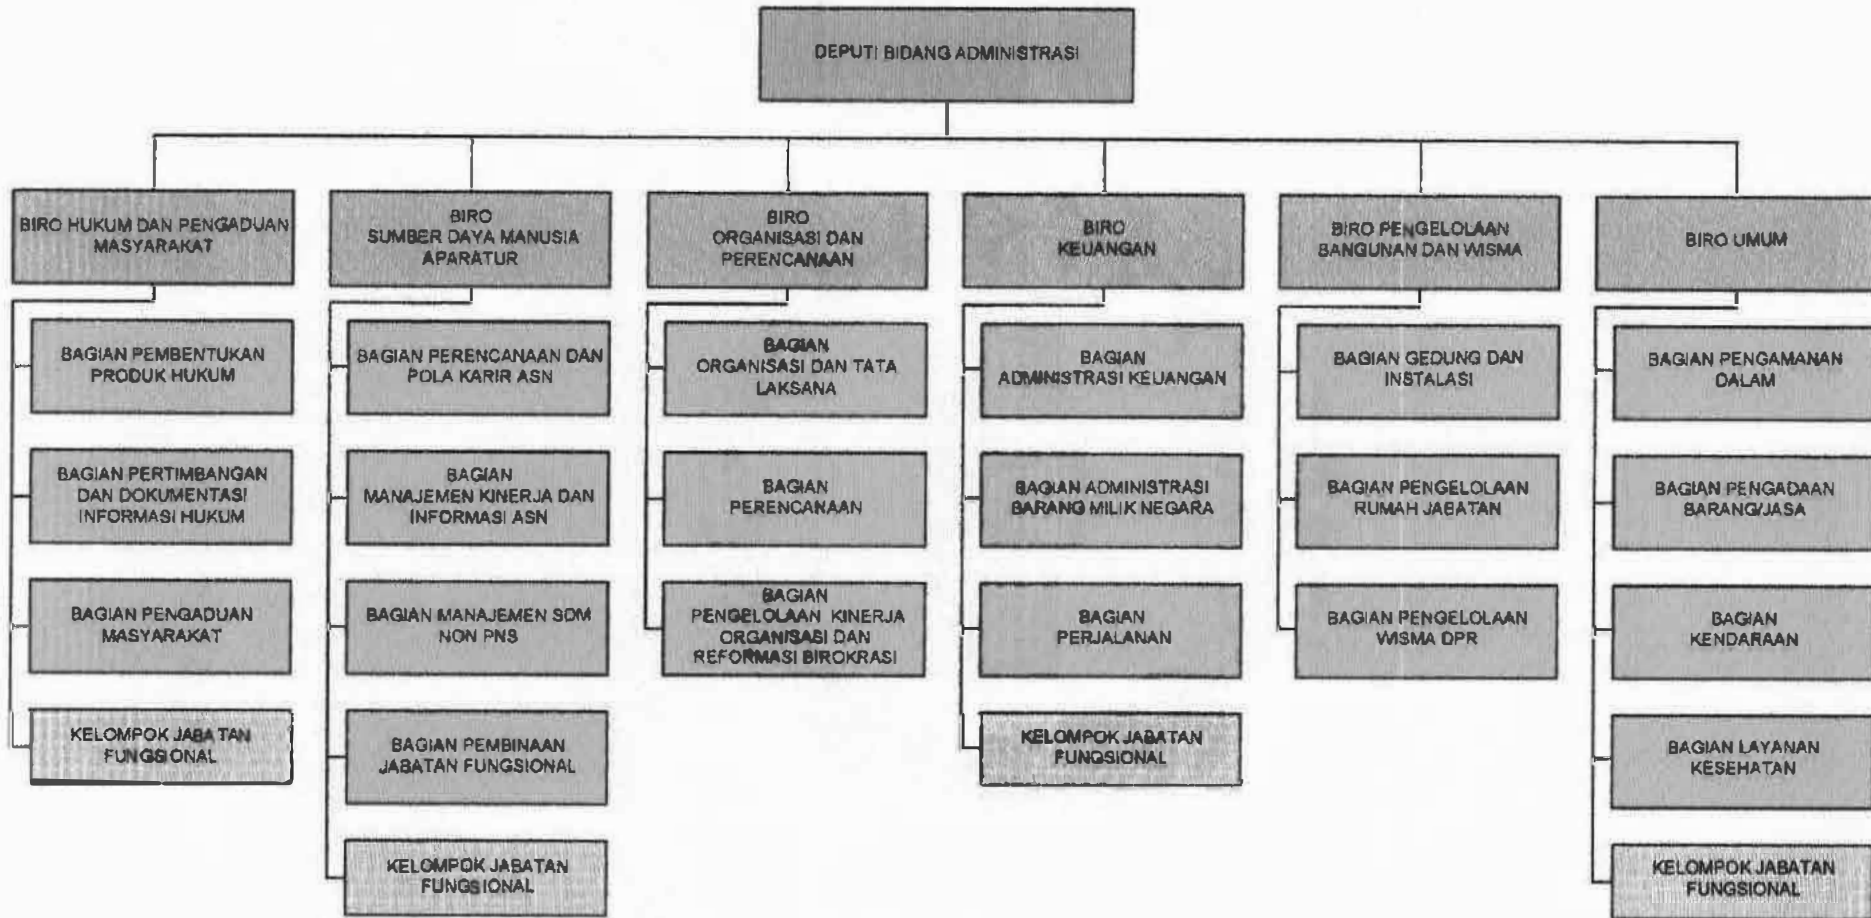 DEPUTI BIDANG ADMINISTRASI
BIRO HUKUM DAN PENGADUAN
MASYARAKAT
BAGIAN PEMBENTUKAN
PRODUK HUKUM
BAGIAN PERTIMBANGAN
DAN DOKUMENTASI
INFORMASI HUKUM
BAGIAN PENGADUAN
MASYARAKAT
KELOMPOK JABATAN
FUNGSIONAL
BIRO
SUMBER DAYA MANUSIA
APARATUR
BAGIAN PERENCANAAN DAN
POLA KARIR ASN
BAGIAN
MANAJEMEN KINERJA DAN
INFORMASI ASN
BAGIAN MANAJEMEN SDM
NON PNS
BAGIAN PEMBINAAN
JABATAN FUNGSIONAL
KELOMPOK JABATAN
FUNGSIONAL
BIRO
ORGANISASI DAN
PERENCANAAN
BAGIAN
ORGANISASI DAN TATA
LAKSANA
BAGIAN
PERENCANAAN
BAGIAN
PENGELOLAAN KINERJA
ORGANISASI DAN
REFORMASI BIROKRASI
BIRO
KEUANGAN
BAGIAN
ADMINISTRASI KEUANGAN
BAGIAN ADMINISTRASI
BARANG MILIK NEGARA
BAGIAN
PERJALANAN
KELOMPOK JABATAN
FUNGSIONAL
BIRO PENGELOLAAN
BANGUNAN DAN WISMA
BAGIAN GEDUNG DAN
INSTALASI
BAGIAN PENGELOLAAN
RUMAH JABATAN
BAGIAN PENGELOLAAN
WISMA DPR
BIRO UMUM
BAGIAN PENGAMANAN
DALAM
BAGIAN PENGADAAN
BARANG/JASA
BAGIAN
KENDARAAN
BAGIAN LAYANAN
KESEHATAN
KELOMPOK JABATAN
FUNGSIONAL